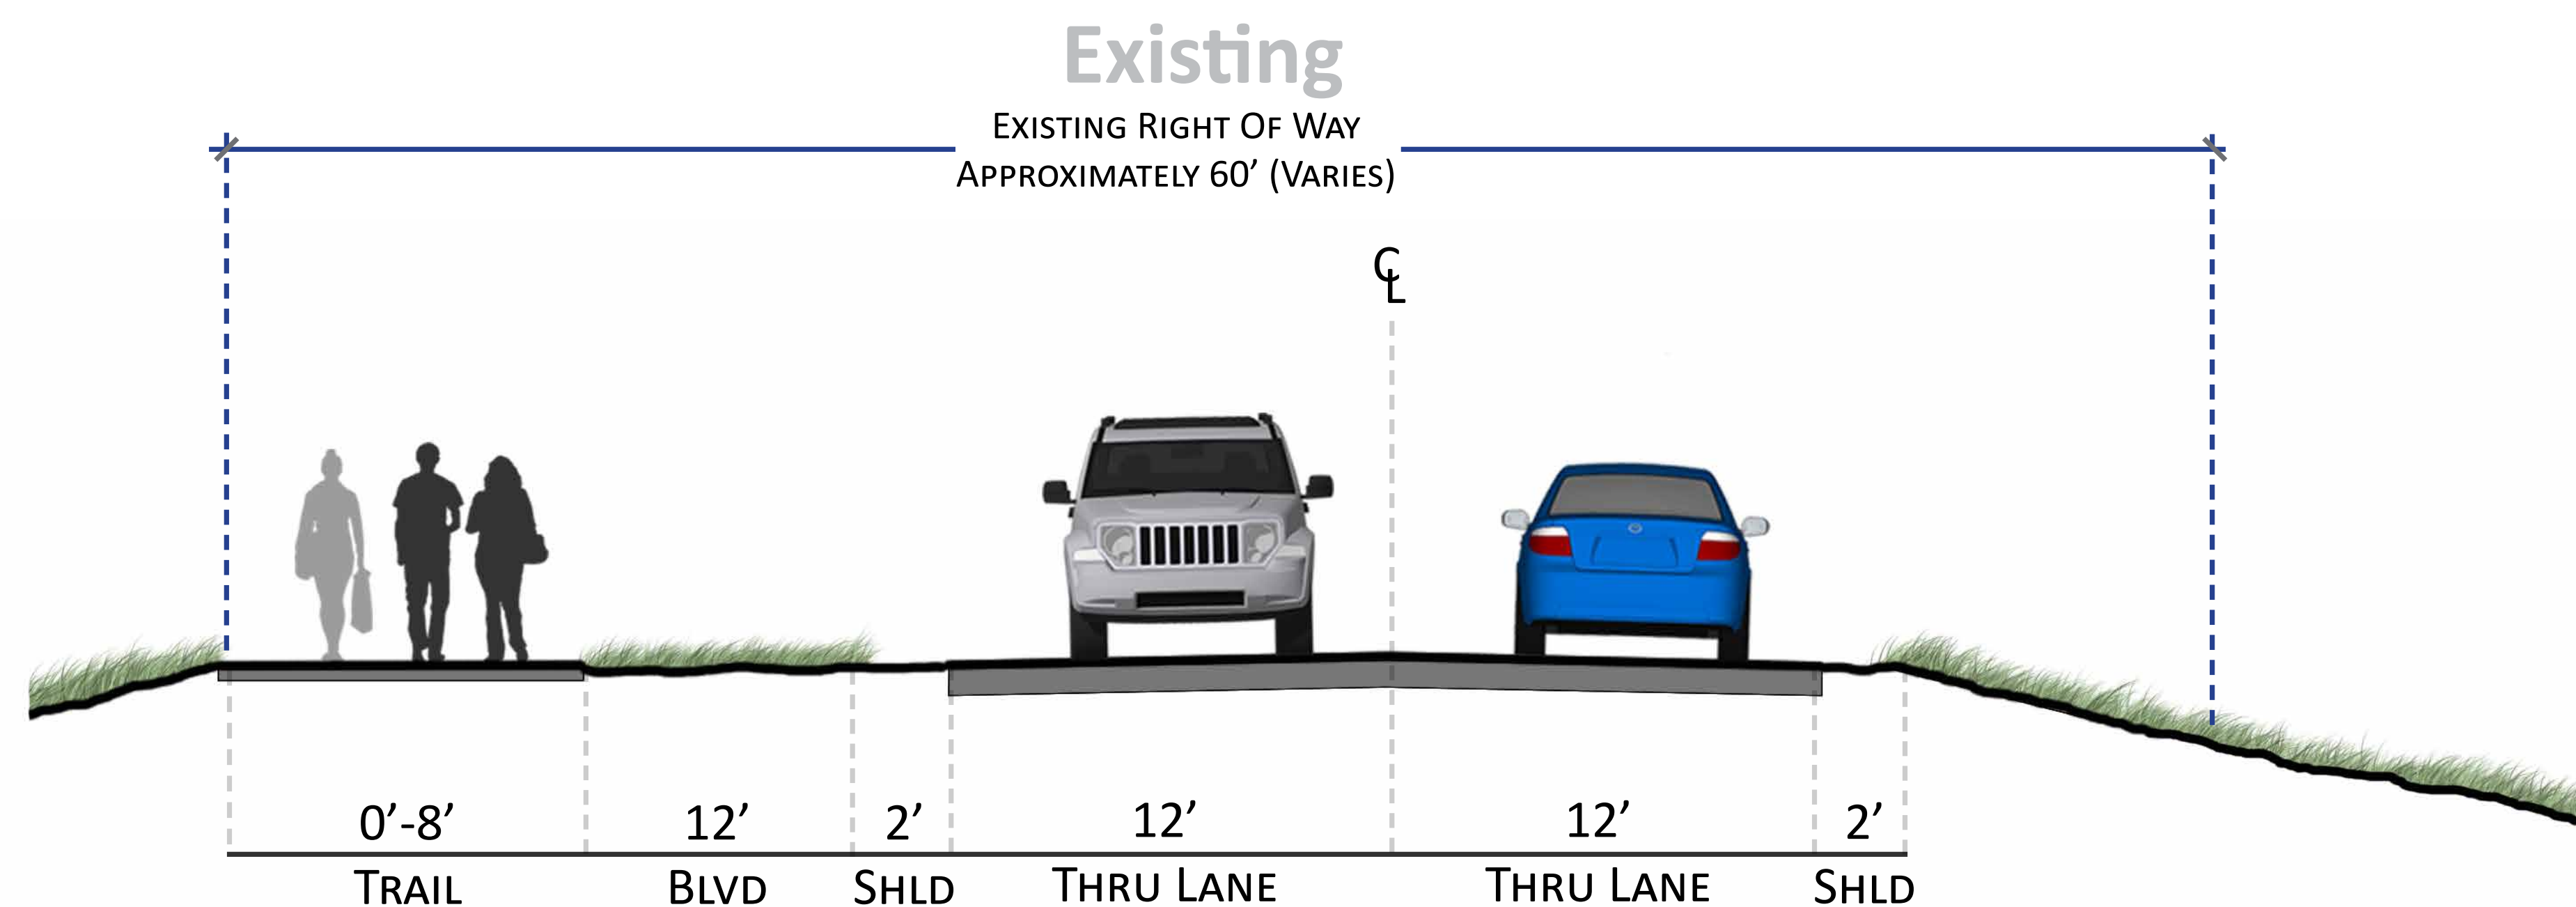 Existing
Existing Right Of Way
Approximately 60’ (Varies)
℄
0’-8’ 12’ 2’ 12’ 12’ 2’
Trail Blvd Shld Thru Lane Thru Lane Shld